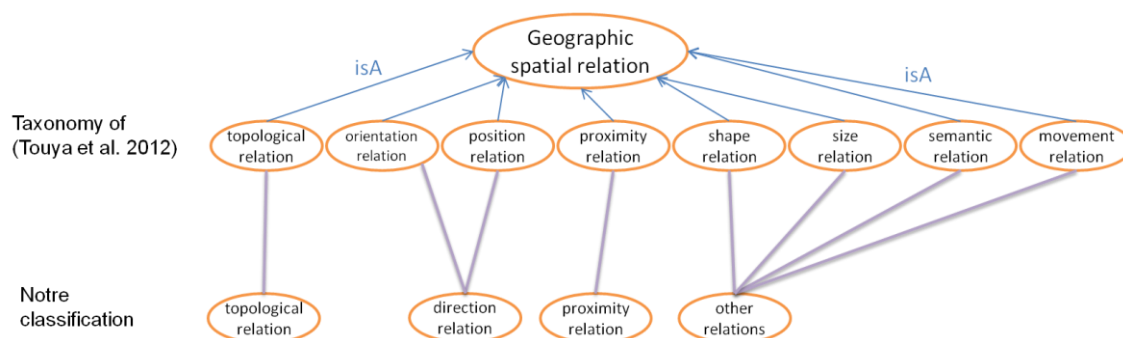 Geographic
spatial relation
isA
isA
Taxonomy of
(Touya et al. 2012)
topological
relation
orientation
relation
position
relation
proximity
relation
shape
relation
size
relation
semantic
relation
movement
relation
Notre
classification
topological
relation
direction
relation
proximity
relation
other
relations